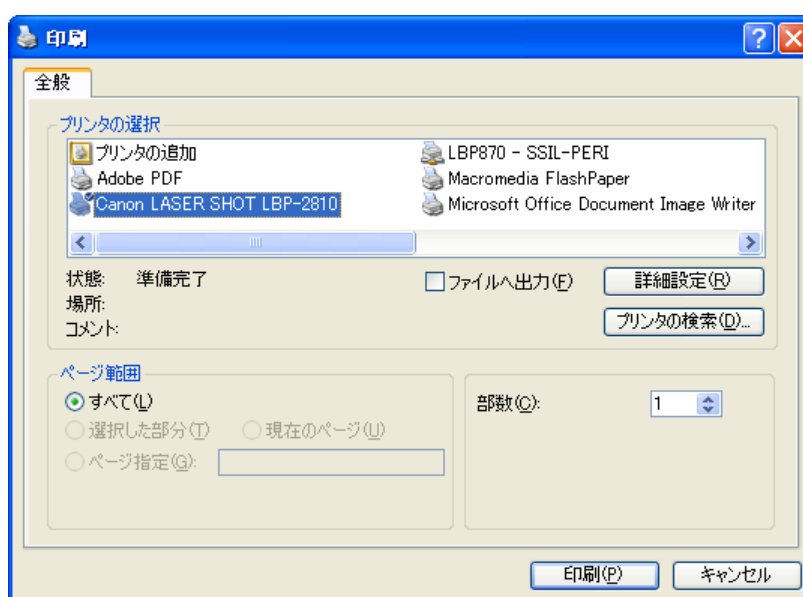 印刷
全般
プリンタの選択
プリンタの追加
LBP870 - SSIL-PERI
Adobe PDF
Macromedia FlashPaper
Canon LASER SHOT LBP-2810
Microsoft Office Document Image Writer
状態: 準備完了
ファイルへ出力(F)
詳細設定(R)
場所:
コメント:
プリンタの検索(D)...
ページ範囲
すべて(L)
部数(C): 1
選択した部分(T)
現在のページ(U)
ページ指定(G):
印刷(P)
キャンセル